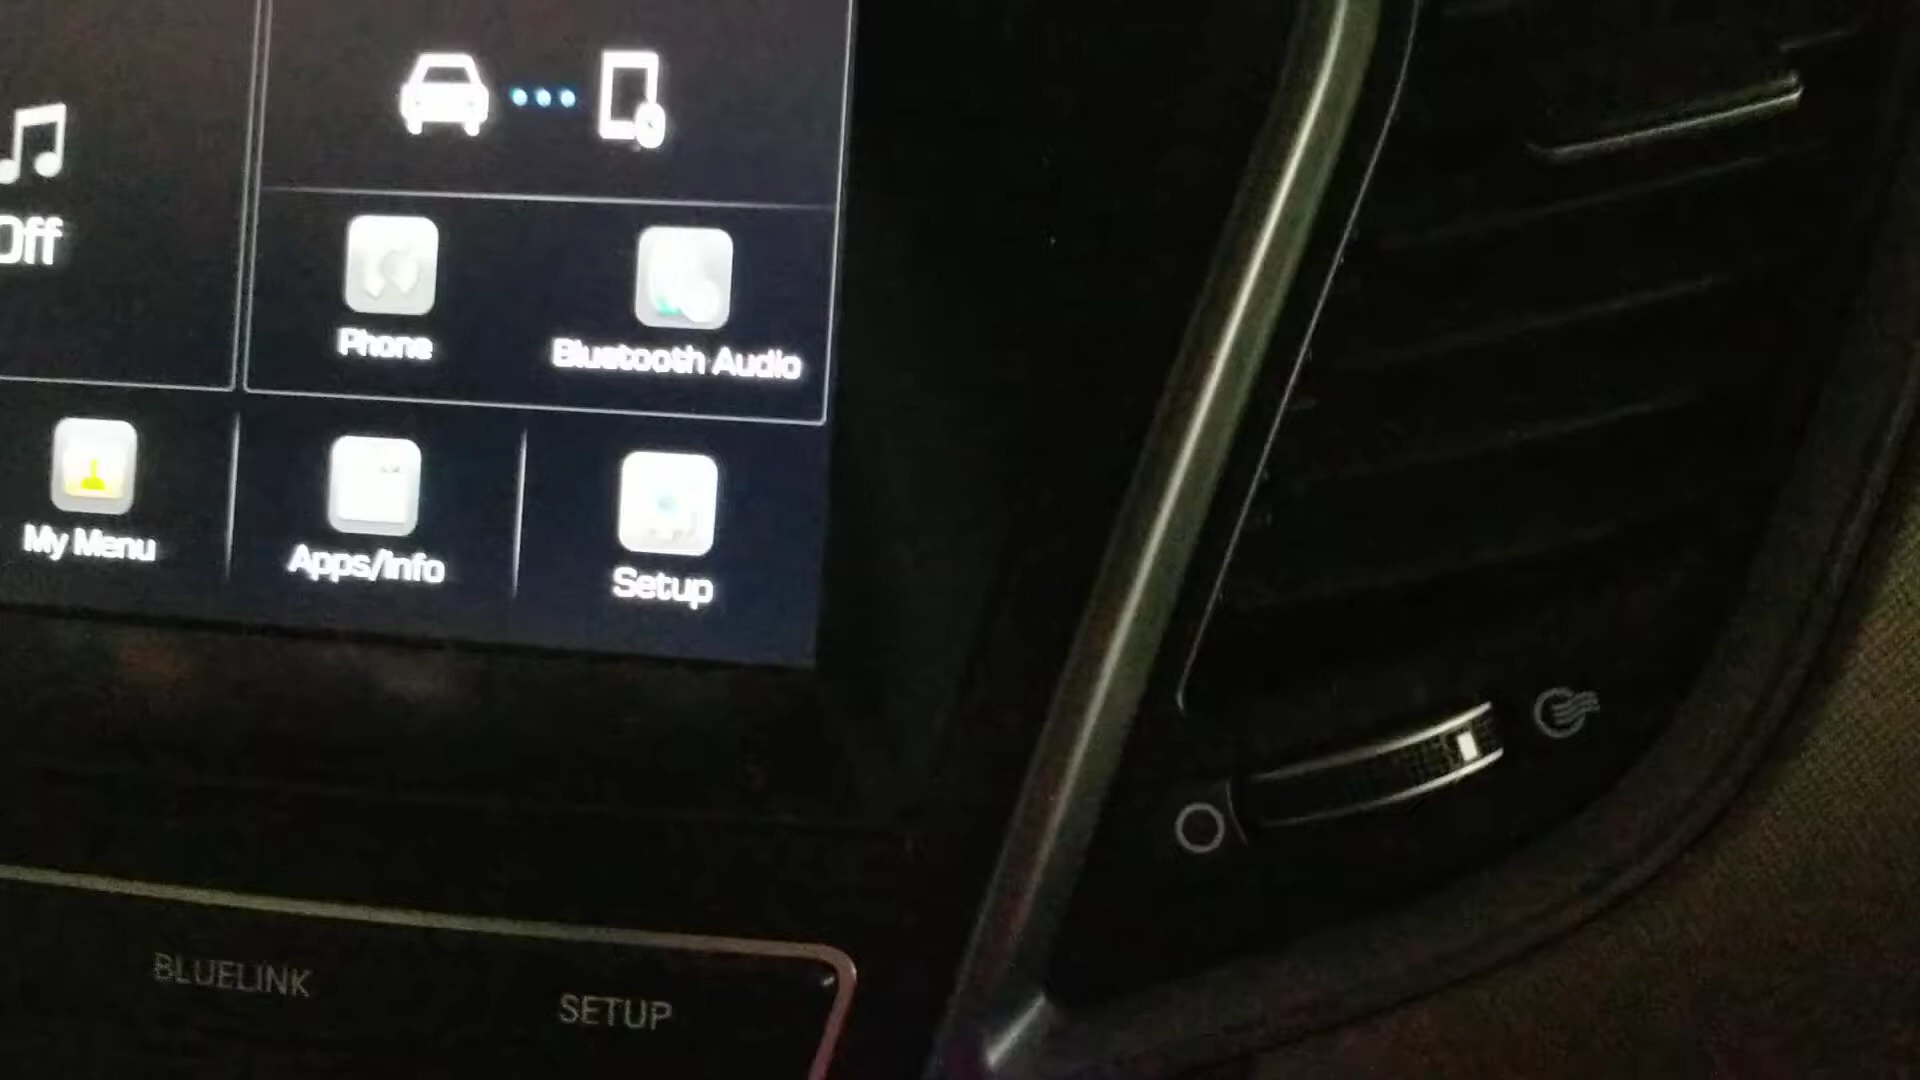 Off
Phone
Bluetooth Audio
My Menu
Apps/Info
Setup
BLUELINK
SETUP